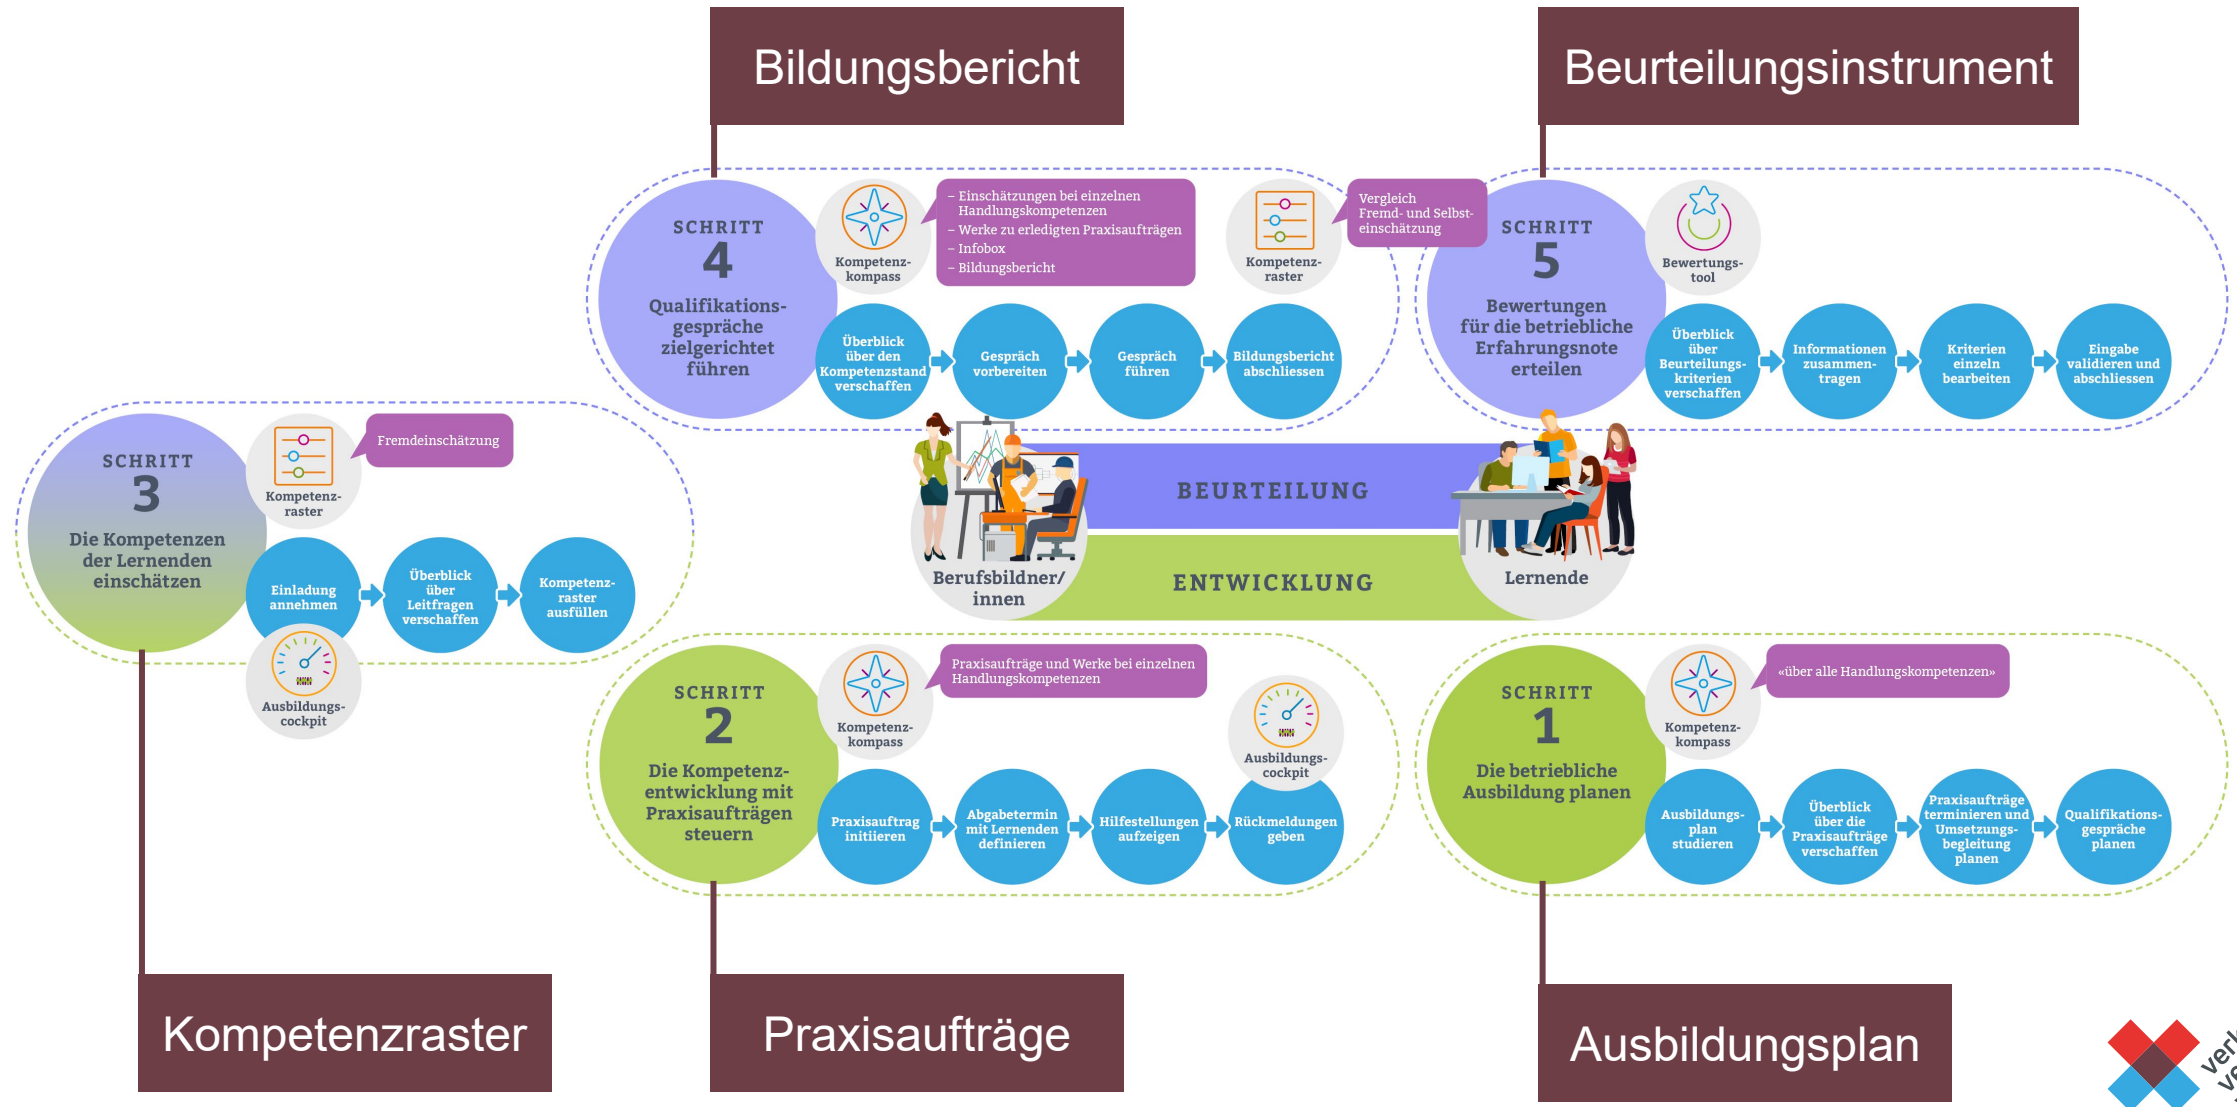 Bildungsbericht
Beurteilungsinstrument
SCHRITT
4
Qualifikations-
gespräche
zielgerichtet
führen
Kompetenz-
kompass
– Einschätzungen bei einzelnen
Handlungskompetenzen
– Werke zu erledigten Praxisaufträgen
– Infobox
– Bildungsbericht
Kompetenz-
raster
Vergleich
Fremd- und Selbst-
einschätzung
Überblick
über den
Kompetenzstand
verschaffen
Gespräch
vorbereiten
Gespräch
führen
Bildungsbericht
abschliessen
SCHRITT
5
Bewertungen
für die betriebliche
Erfahrungsnote
erteilen
Bewertungs-
tool
Überblick
über
Beurteilungs-
kriterien
verschaffen
Informationen
zusammen-
tragen
Kriterien
einzeln
bearbeiten
Eingabe
validieren und
abschliessen
SCHRITT
3
Die Kompetenzen
der Lernenden
einschätzen
Kompetenz-
raster
Fremdeinschätzung
Einladung
annehmen
Überblick
über
Leitfragen
verschaffen
Kompetenz-
raster
ausfüllen
Ausbildungs-
cockpit
BEURTEILUNG
ENTWICKLUNG
Berufsbildner/
innen
Lernende
SCHRITT
2
Die Kompetenz-
entwicklung mit
Praxisaufträgen
steuern
Kompetenz-
kompass
Praxisaufträge und Werke bei einzelnen
Handlungskompetenzen
Ausbildungs-
cockpit
Praxisauftrag
initiieren
Abgabetermin
mit Lernenden
definieren
Hilfestellungen
aufzeigen
Rückmeldungen
geben
SCHRITT
1
Die betriebliche
Ausbildung planen
Kompetenz-
kompass
«über alle Handlungskompetenzen»
Ausbildungs-
plan
studieren
Überblick
über die
Praxisaufträge
verschaffen
Praxisaufträge
terminieren und
Umsetzungs-
begleitung
planen
Qualifikations-
gespräche
planen
Kompetenzraster
Praxisaufträge
Ausbildungsplan